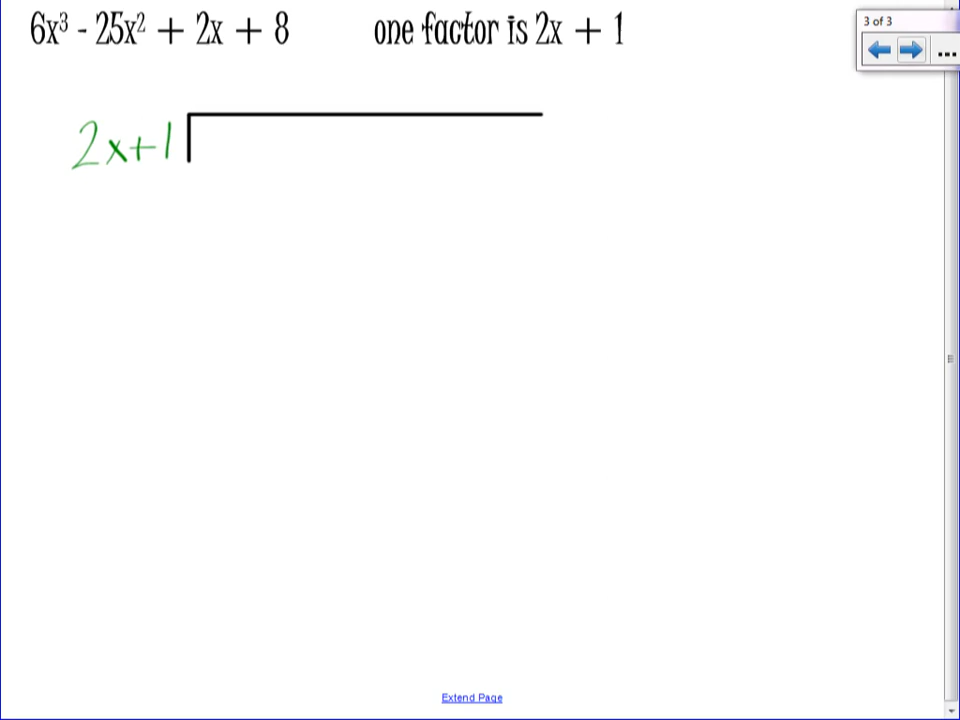 6x³ - 25x² + 2x + 8 one factor is 2x + 1
3 of 3
2x+1
Extend Page